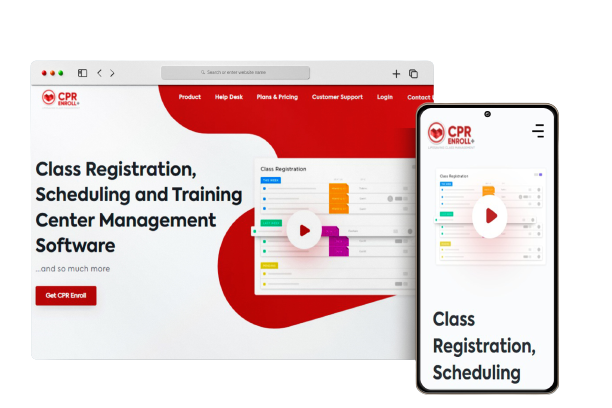 Search or enter website name
CPR
ENROLL+
Product Help Desk Plans & Pricing Customer Support Login Contact
Class Registration,
Scheduling and Training
Center Management
Software
...and so much more
Get CPR Enroll
Class Registration
CPR
ENROLL+
Class Registration
Class
Registration,
Scheduling